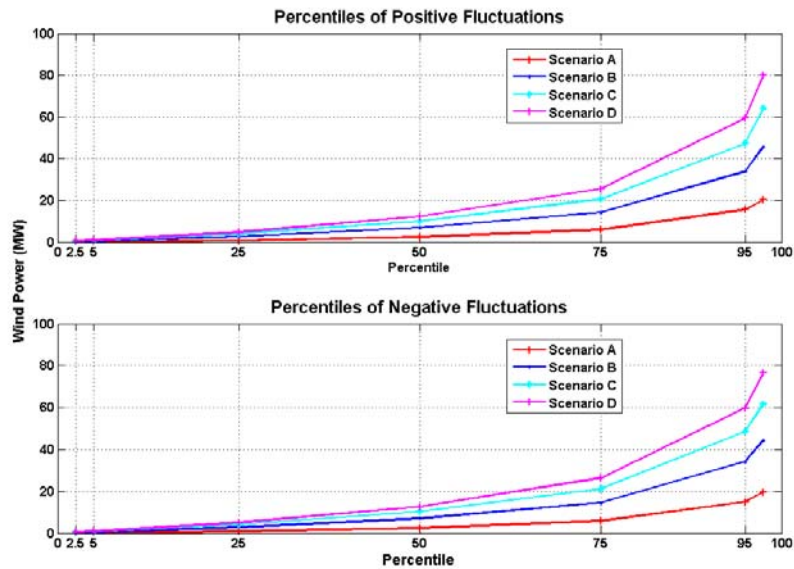 Percentiles of Positive Fluctuations
100
80
60
40
20
0
Scenario A
Scenario B
Scenario C
Scenario D
0 2.5 5 25 50 75 95 100
Percentile
Wind Power (MW)
Percentiles of Negative Fluctuations
100
80
60
40
20
0
Scenario A
Scenario B
Scenario C
Scenario D
0 2.5 5 25 50 75 95 100
Percentile